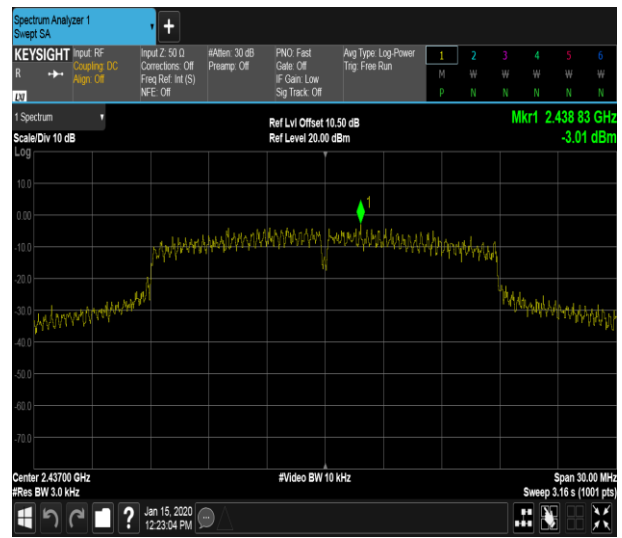 Spectrum Analyzer 1
Swept SA
KEYSIGHT
R
LXI
Input: RF
Coupling: DC
Align: Off
Input Z: 50 Ω
Corrections: Off
Freq Ref: Int (S)
NFE: Off
#Atten: 30 dB
Preamp: Off
PNO: Fast
Gate: Off
IF Gain: Low
Sig Track: Off
Avg Type: Log-Power
Trig: Free Run
1 2 3 4 5 6
M W W W W W
P N N N N N
1 Spectrum
Scale/Div 10 dB
Ref Lvl Offset 10.50 dB
Ref Level 20.00 dBm
Mkr1 2.438 83 GHz
-3.01 dBm
Log
1
10.0
0.00
-10.0
-20.0
-30.0
-40.0
-50.0
-60.0
-70.0
Center 2.43700 GHz
#Res BW 3.0 kHz
#Video BW 10 kHz
Span 30.00 MHz
Sweep 3.16 s (1001 pts)
?
Jan 15, 2020
12:23:04 PM